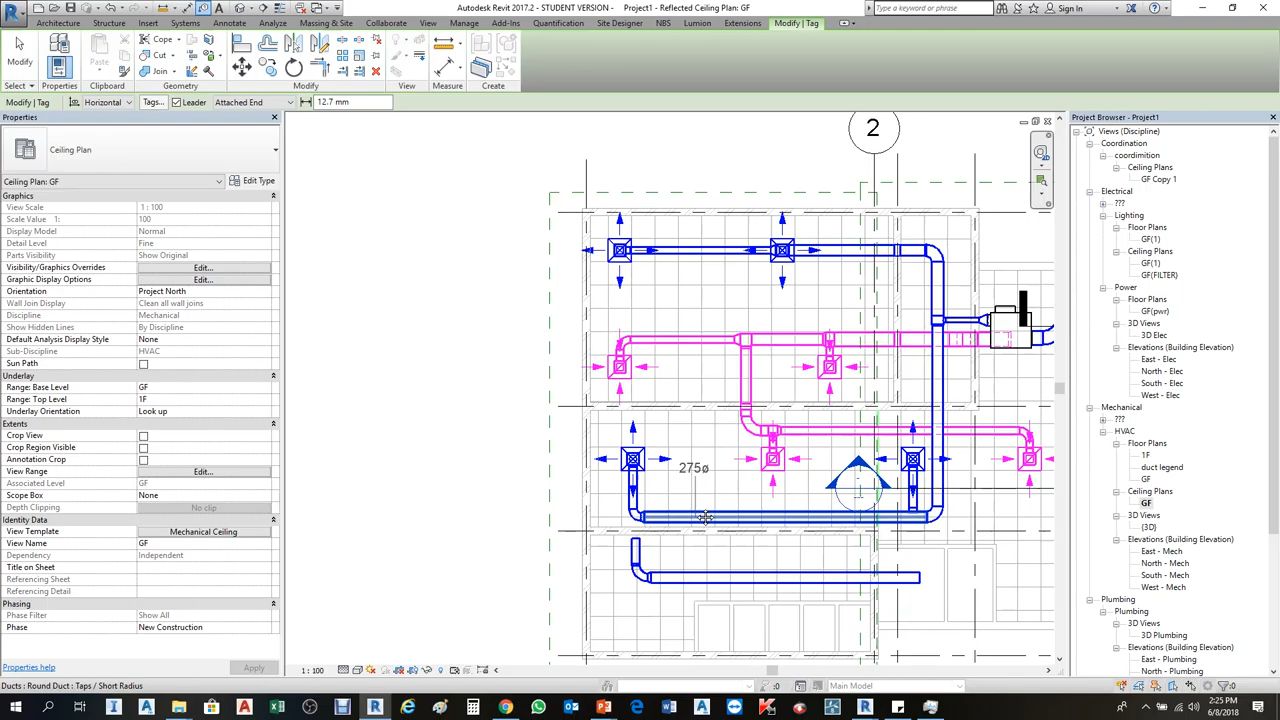 Autodesk Revit 2017.2 - STUDENT VERSION - Project1 - Reflected Ceiling Plan: GF
Type a keyword or phrase
Sign In
Architecture Structure Insert Systems Annotate Analyze Massing & Site Collaborate View Manage Add-Ins Quantification Site Designer NBS Lumion Extensions Modify | Tag
Modify
Paste
Cope
Cut
Join
Select Properties Clipboard Geometry Modify View Measure Create
Modify | Tag Horizontal Tags... Leader Attached End 12.7 mm
Properties
Ceiling Plan
Ceiling Plan: GF Edit Type
Graphics
View Scale 1 : 100
Scale Value 1: 100
Display Model Normal
Detail Level Fine
Parts Visibility Show Original
Visibility/Graphics Overrides Edit...
Graphic Display Options Edit...
Orientation Project North
Wall Join Display Clean all wall joins
Discipline Mechanical
Show Hidden Lines By Discipline
Default Analysis Display Style None
Sub-Discipline HVAC
Sun Path
Underlay
Range: Base Level GF
Range: Top Level 1F
Underlay Orientation Look up
Extents
Crop View
Crop Region Visible
Annotation Crop
View Range Edit...
Associated Level GF
Scope Box None
Depth Clipping No clip
Identity Data
View Template Mechanical Ceiling
View Name GF
Dependency Independent
Title on Sheet
Referencing Sheet
Referencing Detail
Phasing
Phase Filter Show All
Phase New Construction
Properties help Apply
2
275ø
Project Browser - Project1
Views (Discipline)
Coordination
coordimition
Ceiling Plans
GF Copy 1
Electrical
???
Lighting
Floor Plans
GF(1)
Ceiling Plans
GF(1)
GF(FILTER)
Power
Floor Plans
GF(pwr)
3D Views
3D Elec
Elevations (Building Elevation)
East - Elec
North - Elec
South - Elec
West - Elec
Mechanical
???
HVAC
Floor Plans
1F
duct legend
GF
Ceiling Plans
GF
3D Views
{3D}
Elevations (Building Elevation)
East - Mech
North - Mech
South - Mech
West - Mech
Plumbing
Plumbing
3D Views
3D Plumbing
Elevations (Building Elevation)
East - Plumbing
North - Plumbing
1 : 100
Ducts : Round Duct : Taps / Short Radius
:0
Main Model
:0
2:25 PM
6/8/2018